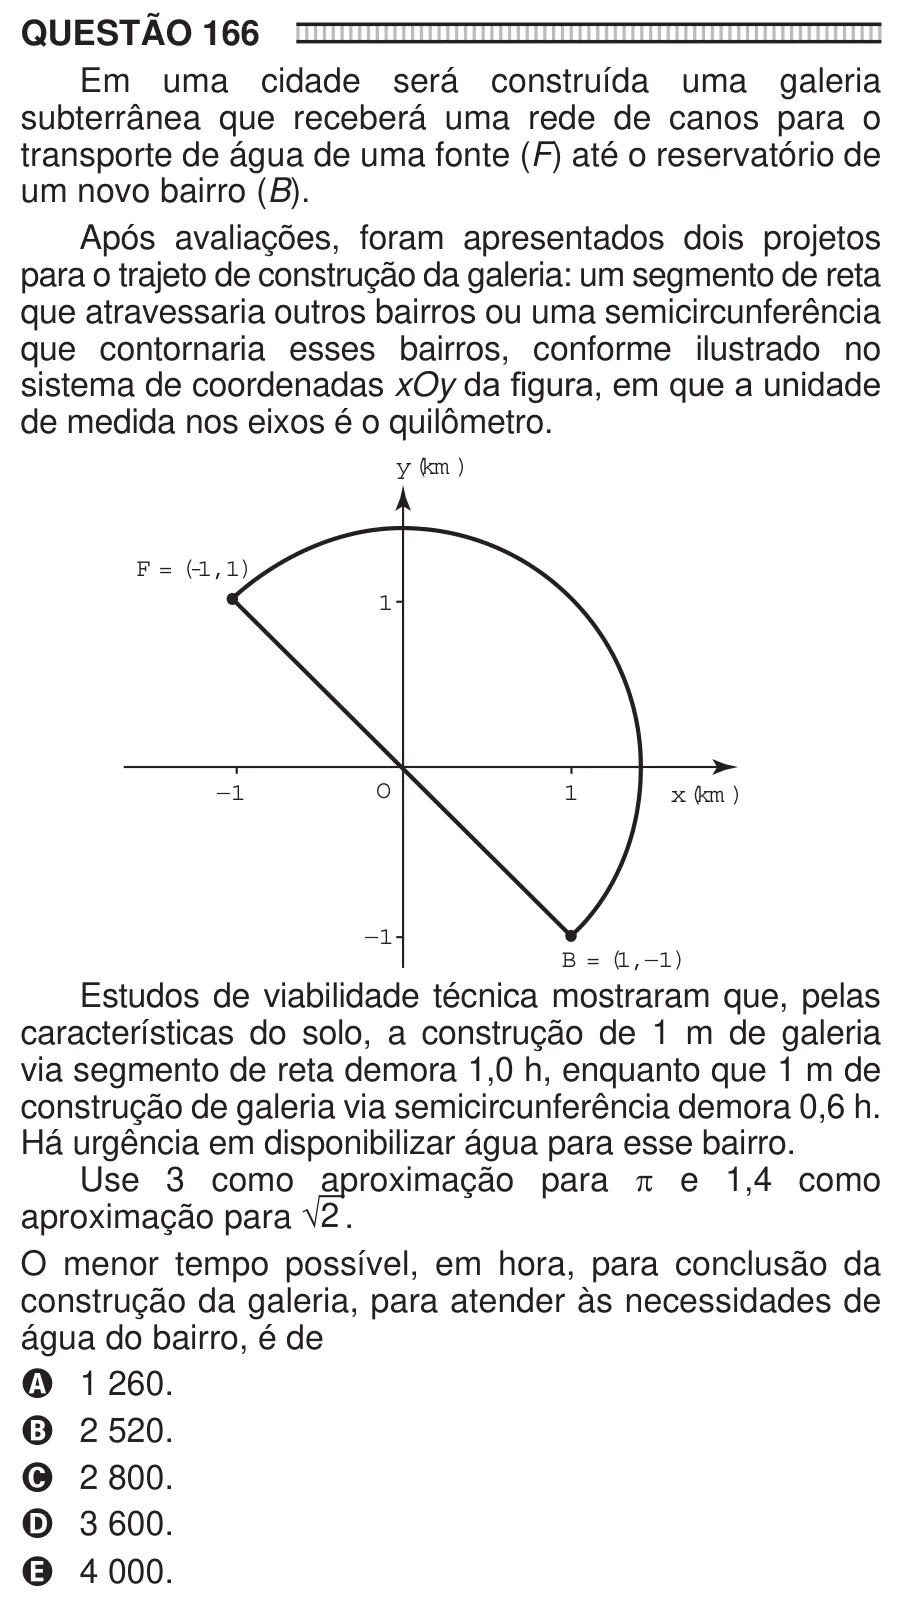 QUESTÃO 166
Em uma cidade será construída uma galeria
subterrânea que receberá uma rede de canos para o
transporte de água de uma fonte (F) até o reservatório de
um novo bairro (B).
Após avaliações, foram apresentados dois projetos
para o trajeto de construção da galeria: um segmento de reta
que atravessaria outros bairros ou uma semicircunferência
que contornaria esses bairros, conforme ilustrado no
sistema de coordenadas xOy da figura, em que a unidade
de medida nos eixos é o quilômetro.
y (km )
F = (-1,1)
1
−1
O
1
x (km )
−1
B = (1,−1)
Estudos de viabilidade técnica mostraram que, pelas
características do solo, a construção de 1 m de galeria
via segmento de reta demora 1,0 h, enquanto que 1 m de
construção de galeria via semicircunferência demora 0,6 h.
Há urgência em disponibilizar água para esse bairro.
Use 3 como aproximação para π e 1,4 como
aproximação para √2.
O menor tempo possível, em hora, para conclusão da
construção da galeria, para atender às necessidades de
água do bairro, é de
A 1 260.
B 2 520.
C 2 800.
D 3 600.
E 4 000.